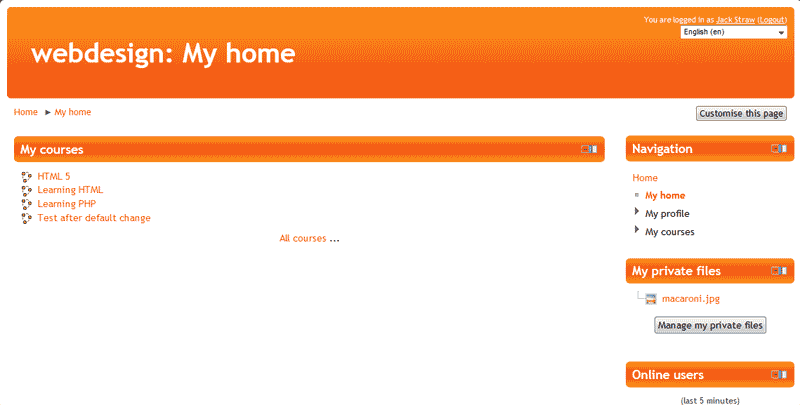 You are logged in as Jack Straw (Logout)
English (en)
webdesign: My home
Home ► My home
Customise this page
My courses
HTML 5
Learning HTML
Learning PHP
Test after default change
All courses ...
Navigation
Home
My home
My profile
My courses
My private files
macaroni.jpg
Manage my private files
Online users
(last 5 minutes)